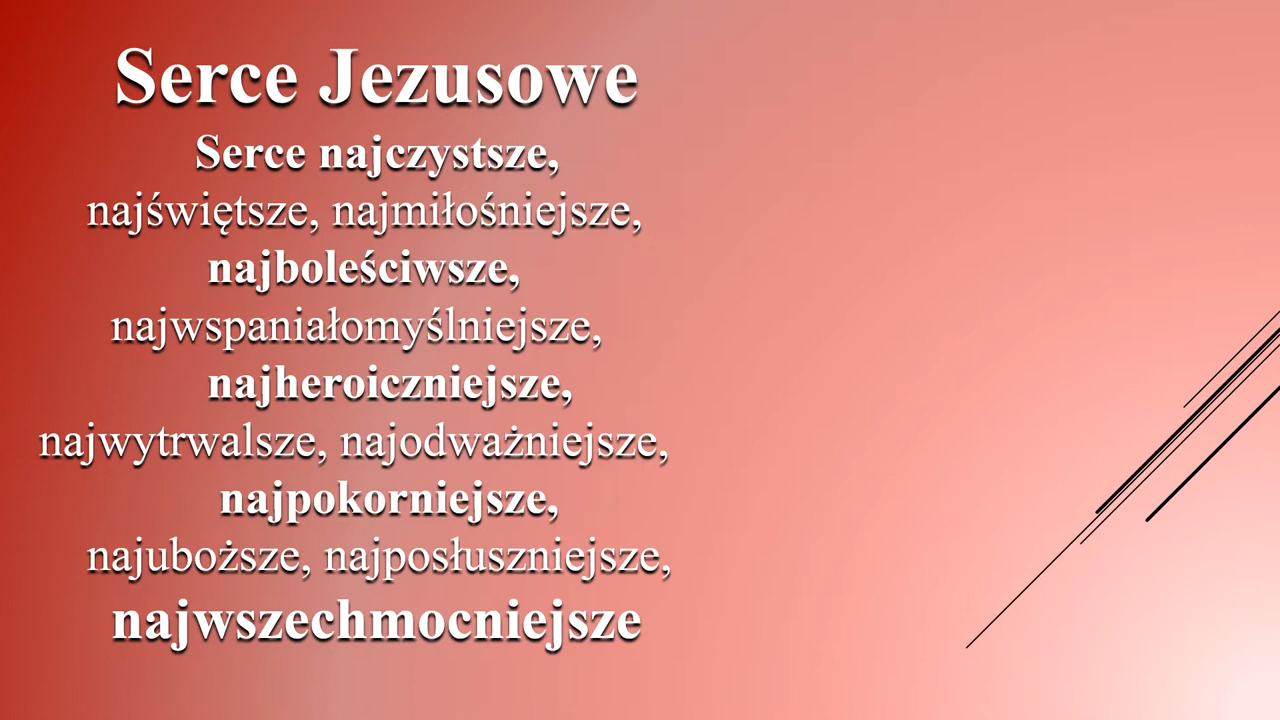 Serce Jezusowe
Serce najczystsze,
najświętsze, najmiłośniejsze,
najboleściwsze,
najwspaniałomyślniejsze,
najheroiczniejsze,
najwytrwalsze, najodważniejsze,
najpokorniejsze,
najuboższe, najposłuszniejsze,
najwszechmocniejsze